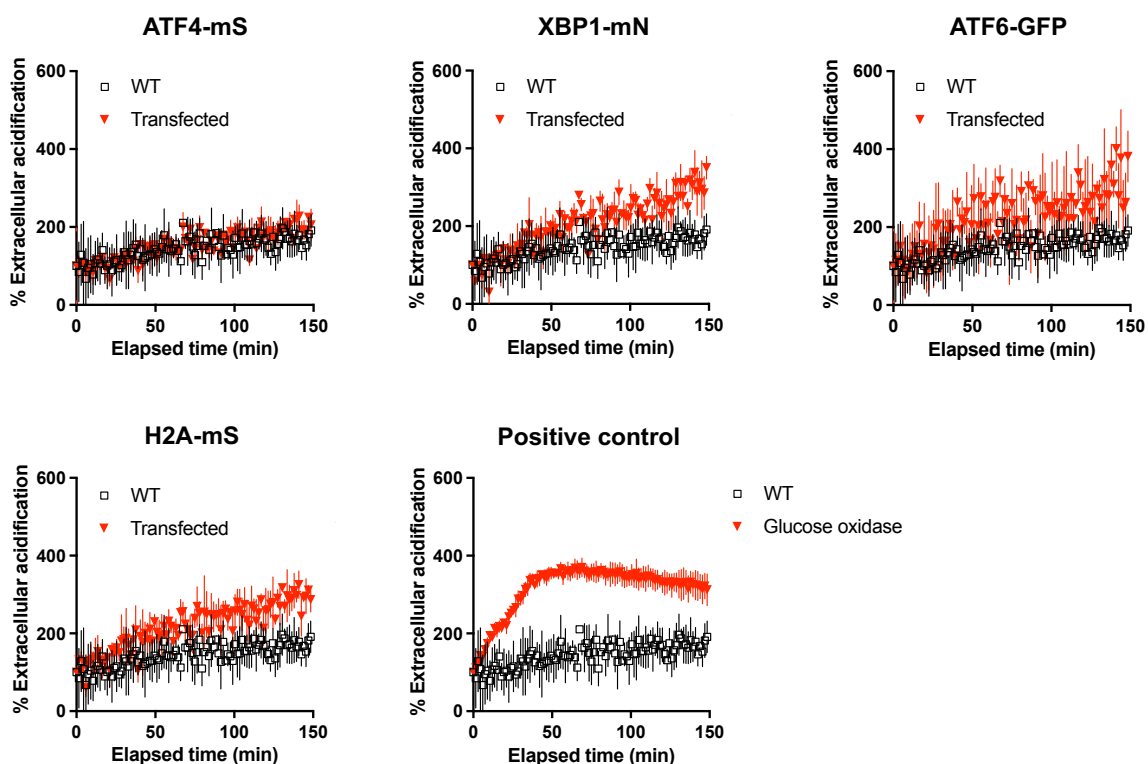 ATF4-mS
% Extracellular acidification
600
400
200
0
WT
Transfected
0
50
100
150
Elapsed time (min)
XBP1-mN
% Extracellular acidification
600
400
200
0
WT
Transfected
0
50
100
150
Elapsed time (min)
ATF6-GFP
% Extracellular acidification
600
400
200
0
WT
Transfected
0
50
100
150
Elapsed time (min)
H2A-mS
% Extracellular acidification
600
400
200
0
WT
Transfected
0
50
100
150
Elapsed time (min)
Positive control
% Extracellular acidification
600
400
200
0
WT
Glucose oxidase
0
50
100
150
Elapsed time (min)